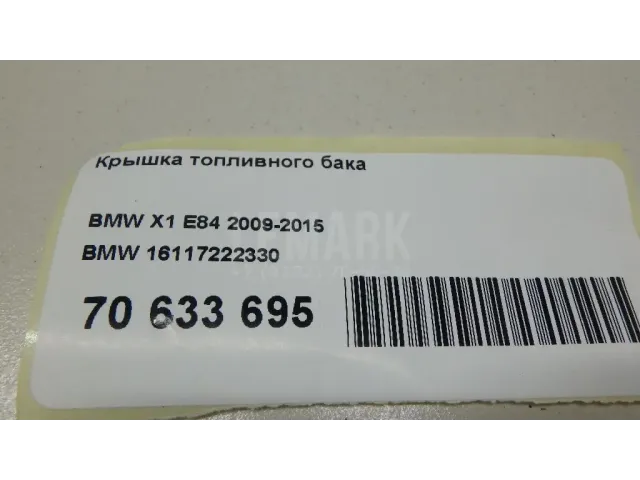 Крышка топливного бака
BMW X1 E84 2009-2015
BMW 16117222330
70 633 695